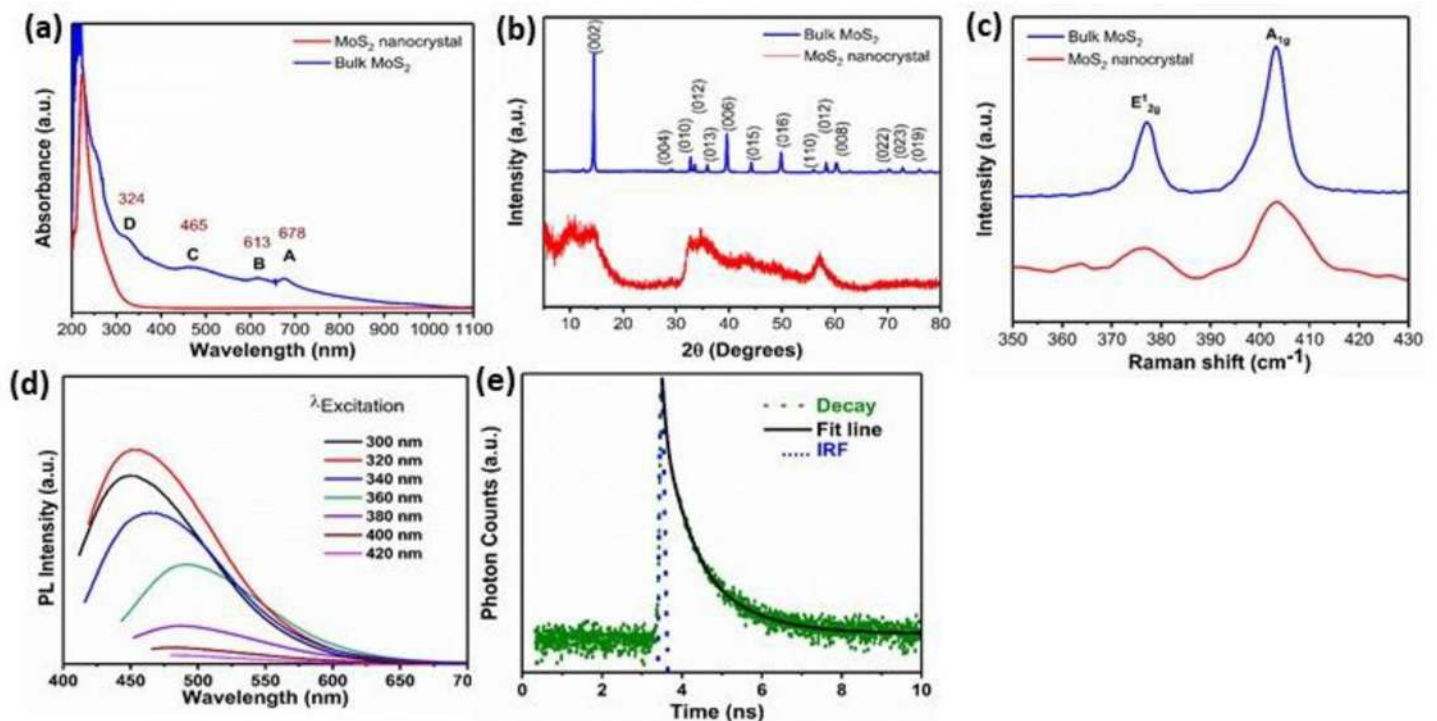 (a)
MoS2 nanocrystal
Bulk MoS2
324
D
465
C
613
B
678
A
Absorbance (a.u.)
200 300 400 500 600 700 800 900 1000 1100
Wavelength (nm)
(b)
Bulk MoS2
MoS2 nanocrystal
(002)
(004)
(010)
(012)
(013)
(006)
(015)
(016)
(110)
(012)
(008)
(022)
(023)
(019)
Intensity (a,u.)
10 20 30 40 50 60 70 80
2θ (Degrees)
(c)
Bulk MoS2
MoS2 nanocrystal
E12g
A1g
Intensity (a.u.)
350 360 370 380 390 400 410 420 430
Raman shift (cm-1)
(d)
λExcitation
300 nm
320 nm
340 nm
360 nm
380 nm
400 nm
420 nm
PL Intensity (a.u.)
400 450 500 550 600 650 70
Wavelength (nm)
(e)
Decay
Fit line
IRF
Photon Counts (a.u.)
0 2 4 6 8 10
Time (ns)